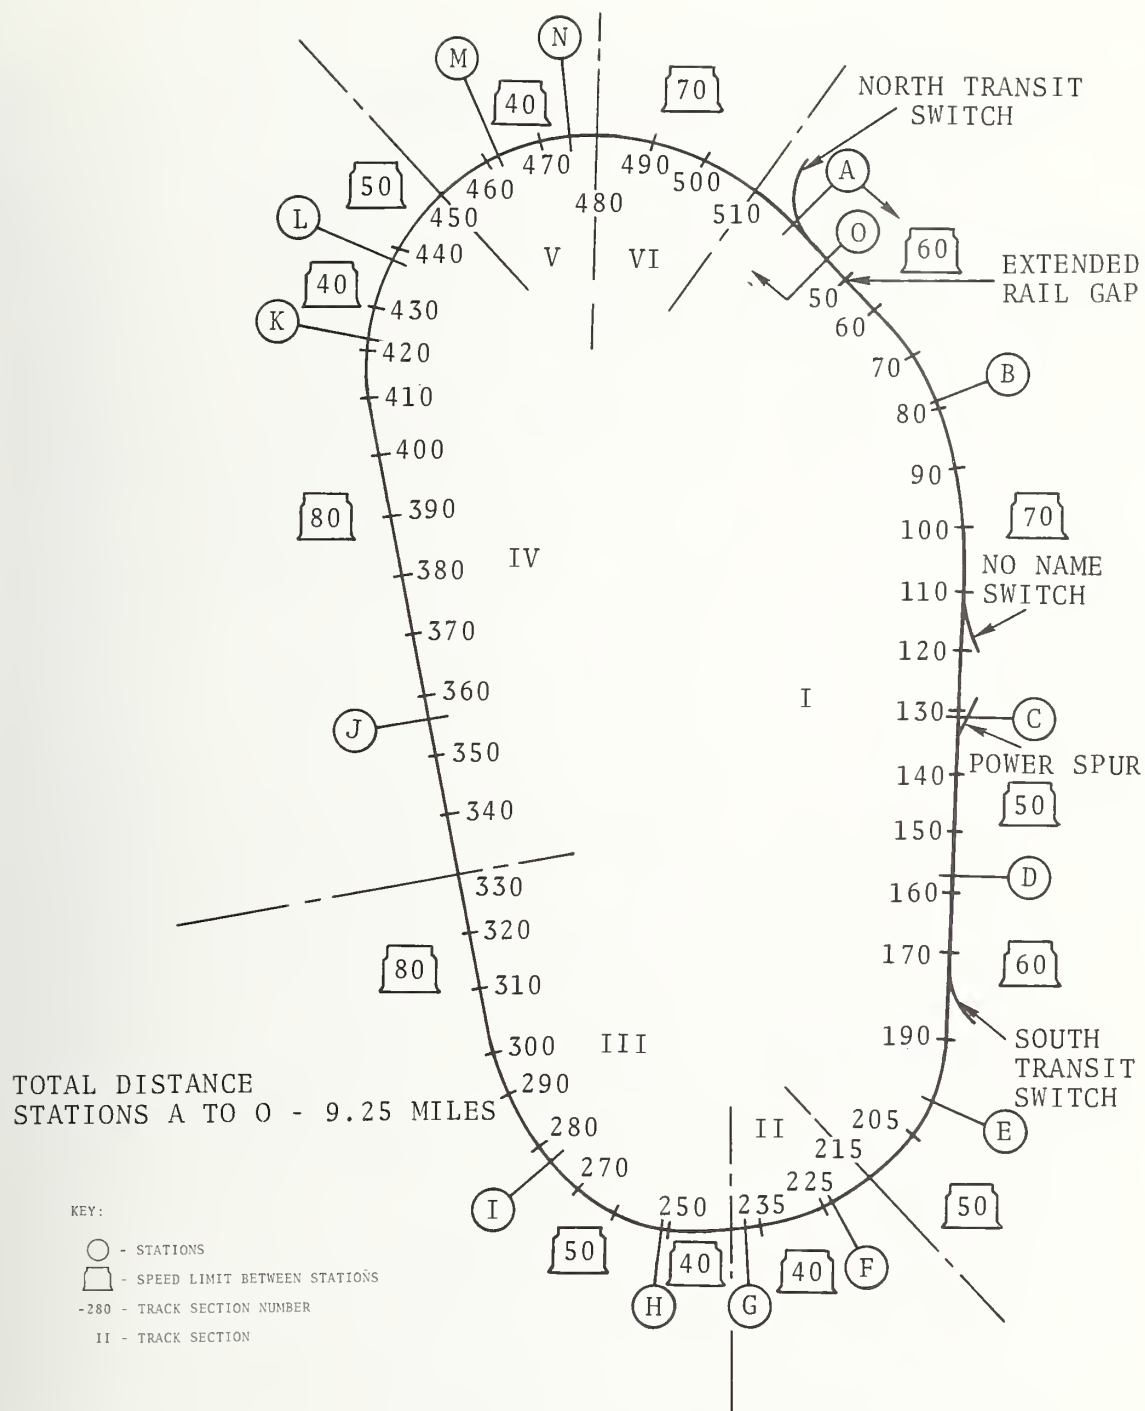 N
M
40
70
NORTH TRANSIT
SWITCH
470
490
500
A
50
460
480
510
L
450
O
60
440
V
VI
EXTENDED
RAIL GAP
40
50
430
60
K
420
70
B
410
80
400
90
80
390
100
70
IV
NO NAME
SWITCH
380
110
370
120
360
I
130
C
J
350
POWER SPUR
140
340
50
150
330
D
160
320
170
60
80
310
190
SOUTH
TRANSIT
SWITCH
300
III
TOTAL DISTANCE
STATIONS A TO O - 9.25 MILES
290
II
205
E
280
215
270
225
I
250
235
50
50
40
40
F
H
G
KEY:
- STATIONS
- SPEED LIMIT BETWEEN STATIONS
-280 - TRACK SECTION NUMBER
II - TRACK SECTION